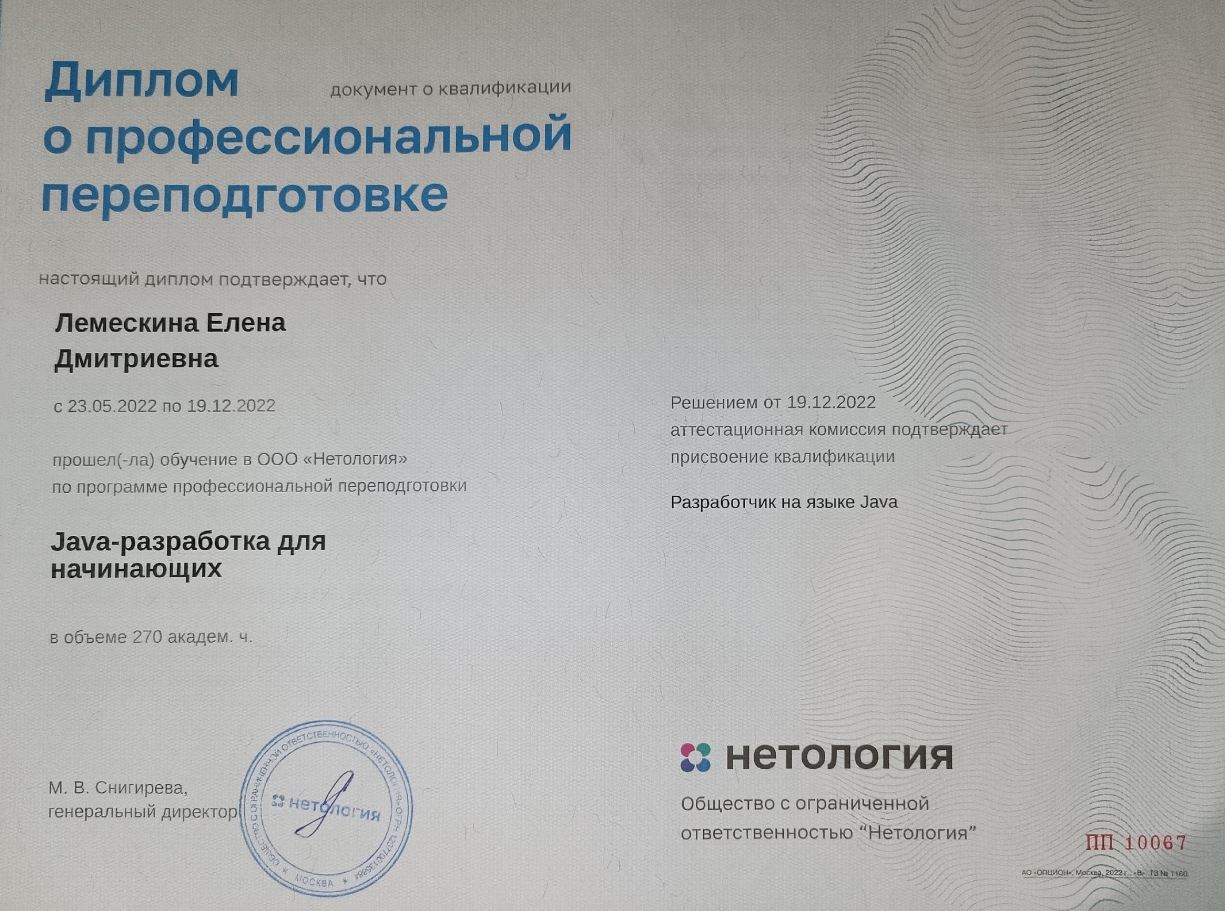 Диплом
документ о квалификации
о профессиональной
переподготовке
настоящий диплом подтверждает, что
Лемескина Елена
Дмитриевна
с 23.05.2022 по 19.12.2022
прошел(-ла) обучение в ООО «Нетология»
по программе профессиональной переподготовки
Java-разработка для
начинающих
в объеме 270 академ. ч.
М. В. Снигирева,
генеральный директор
ОБЩЕСТВО С ОГРАНИЧЕННОЙ ОТВЕТСТВЕННОСТЬЮ «НЕТОЛОГИЯ»
МОСКВА
нетология
Решением от 19.12.2022
аттестационная комиссия подтверждает
присвоение квалификации
Разработчик на языке Java
нетология
Общество с ограниченной
ответственностью “Нетология”
ПП 10067
АО «ОПЦИОН», Москва, 2022 г., «В». ТЗ № 1160.